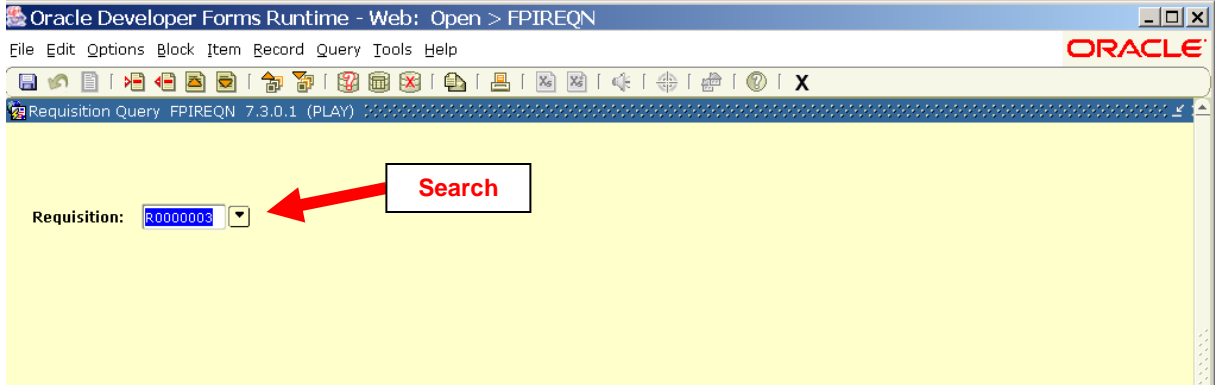 Oracle Developer Forms Runtime - Web: Open > FPIREQN
File Edit Options Block Item Record Query Tools Help
ORACLE
X
Requisition Query FPIREQN 7.3.0.1 (PLAY)
Search
Requisition: R0000003